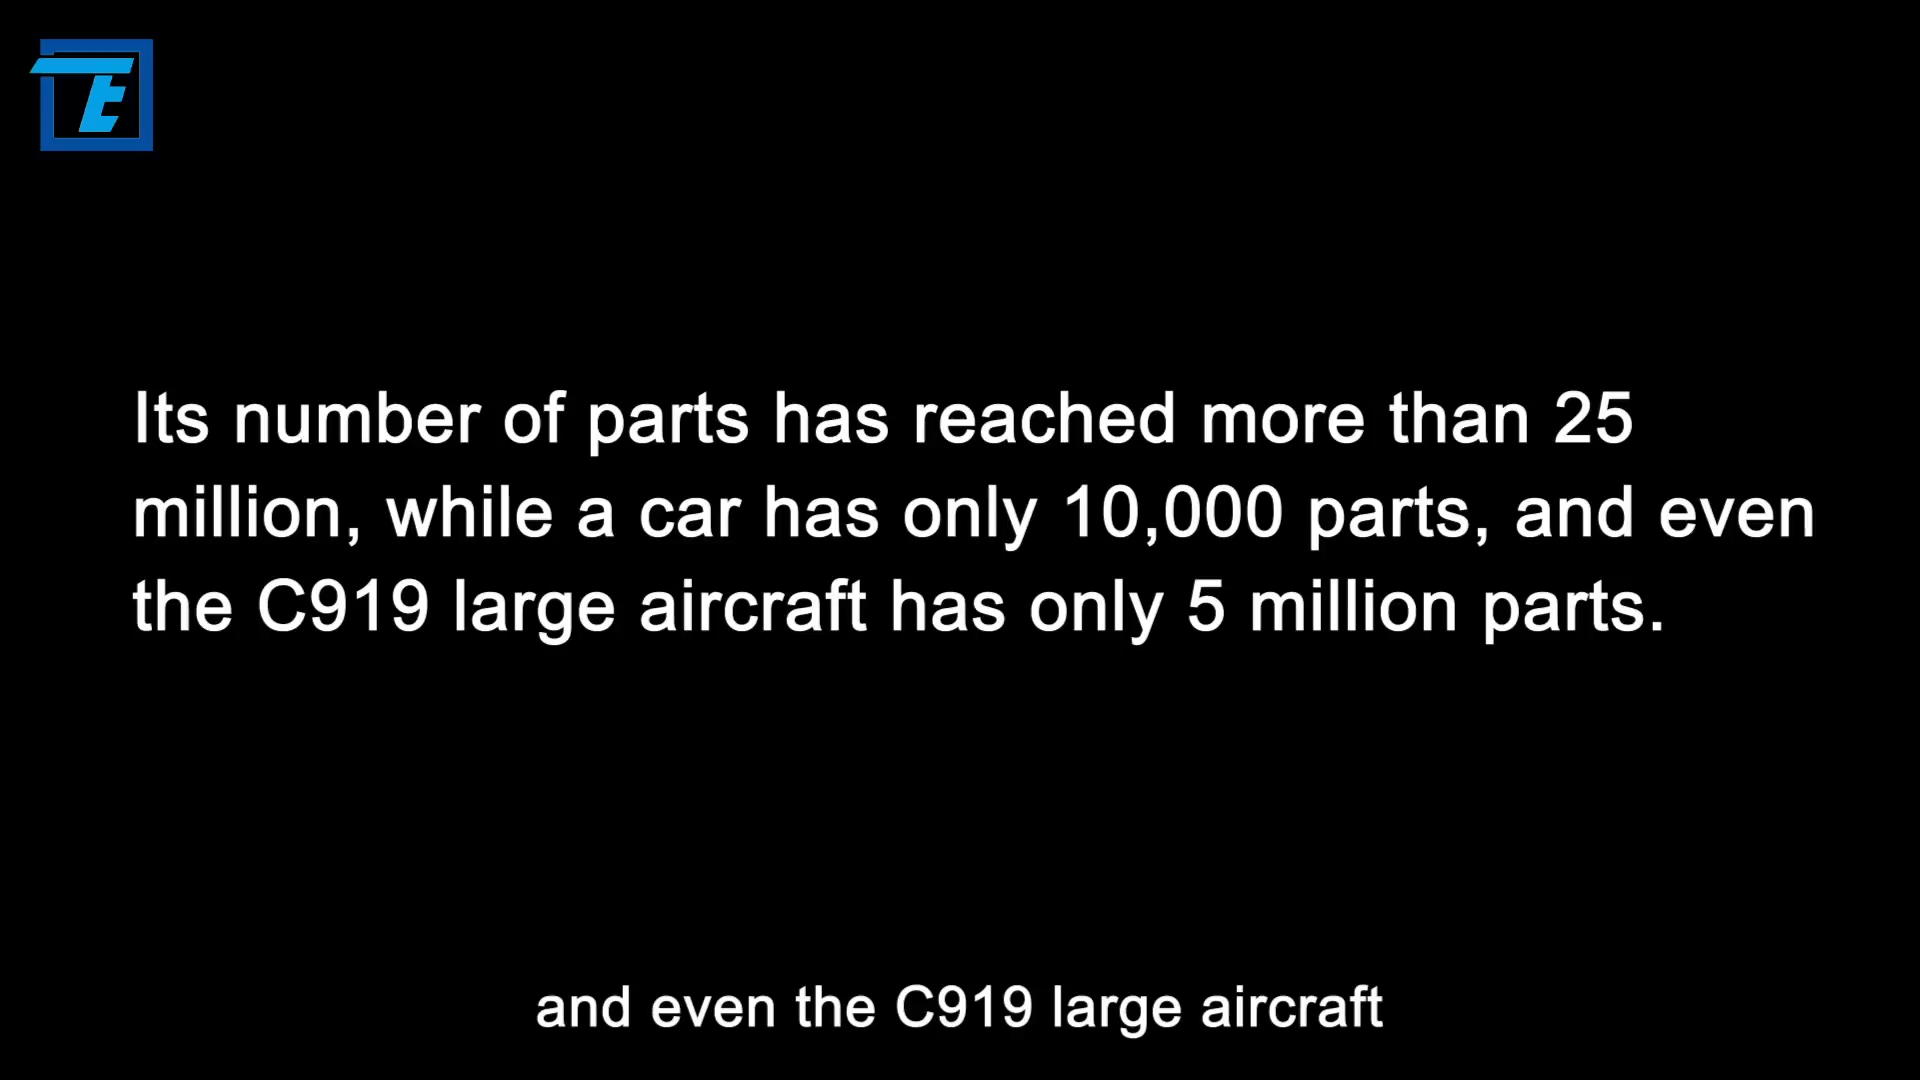 TE
Its number of parts has reached more than 25
million, while a car has only 10,000 parts, and even
the C919 large aircraft has only 5 million parts.
and even the C919 large aircraft